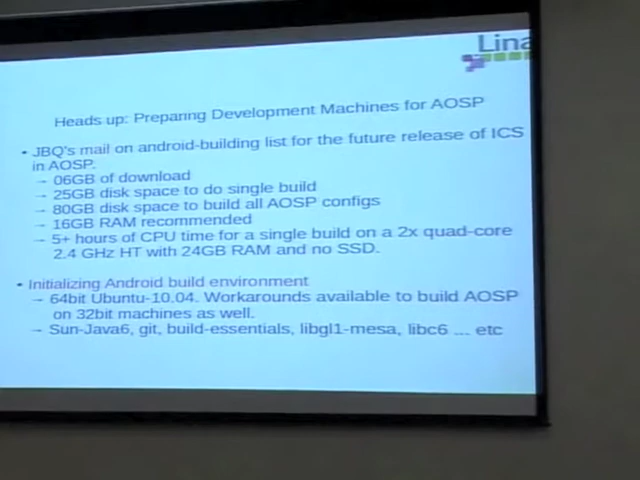 Lina
Heads up: Preparing Development Machines for AOSP
• JBQ's mail on android-building list for the future release of ICS
in AOSP.
→ 06GB of download
→ 25GB disk space to do single build
→ 80GB disk space to build all AOSP configs
→ 16GB RAM recommended
→ 5+ hours of CPU time for a single build on a 2x quad-core
2.4 GHz HT with 24GB RAM and no SSD.
• Initializing Android build environment
→ 64bit Ubuntu-10.04. Workarounds available to build AOSP
on 32bit machines as well.
→ Sun-Java6, git, build-essentials, libgl1-mesa, libc6 ... etc